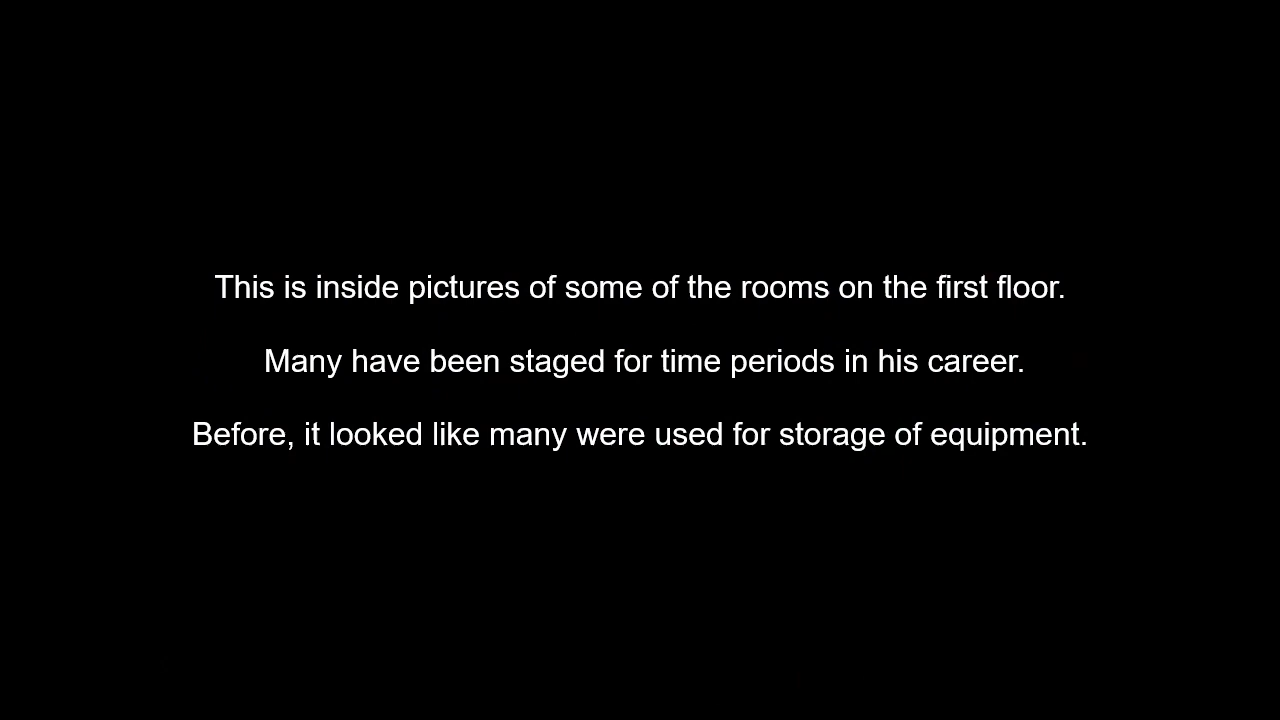 This is inside pictures of some of the rooms on the first floor.
Many have been staged for time periods in his career.
Before, it looked like many were used for storage of equipment.